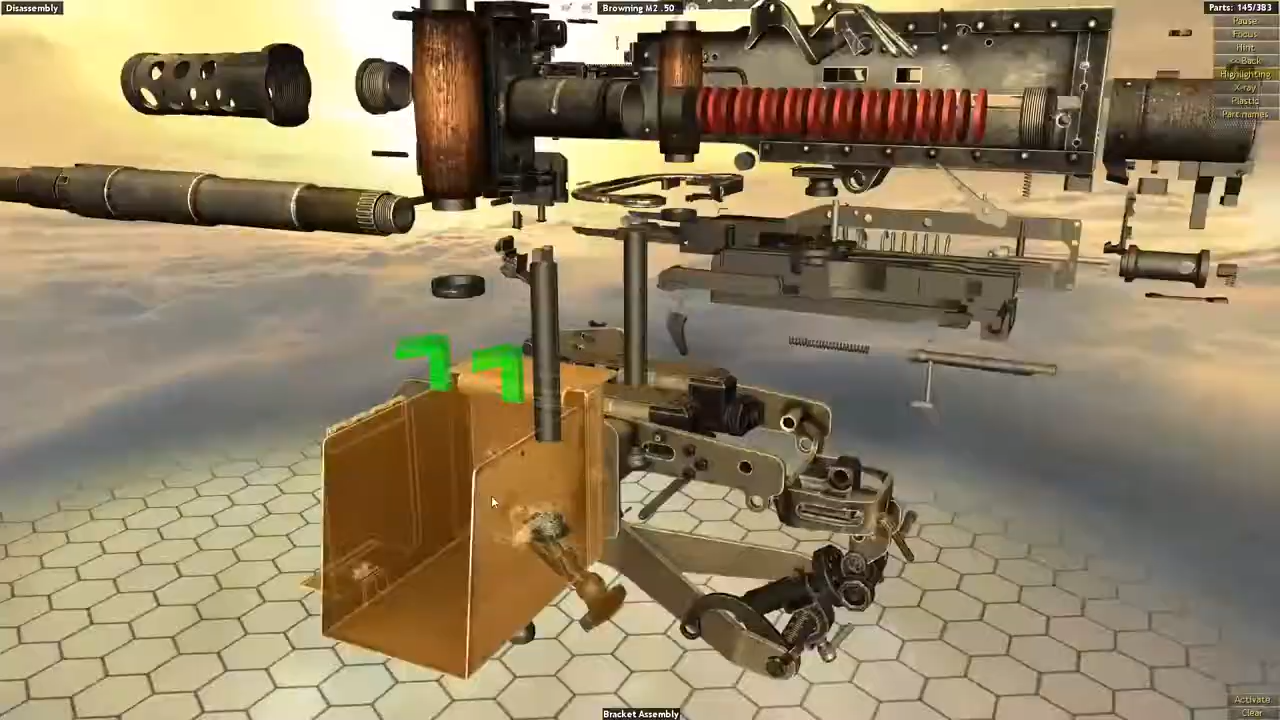 Disassembly
Browning M2 .50
Parts: 145/383
Pause
Focus
Hint
<< Back
Highlighting
X-ray
Plastic
Part names
Bracket Assembly
Activate
Clear